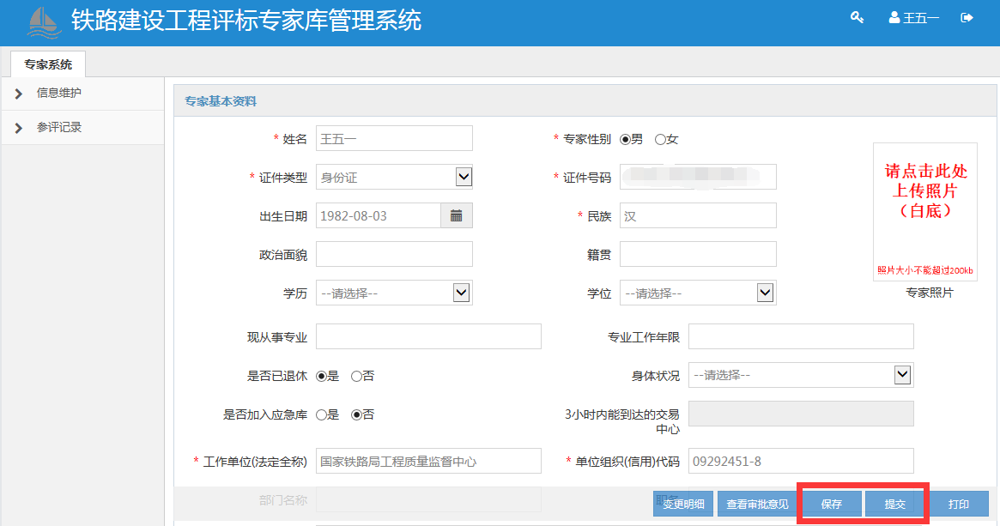 铁路建设工程评标专家库管理系统
王五一
专家系统
信息维护
参评记录
专家基本资料
* 姓名 王五一
* 专家性别 男 女
* 证件类型 身份证
* 证件号码
出生日期 1982-08-03
* 民族 汉
政治面貌
籍贯
学历 --请选择--
学位 --请选择--
请点击此处
上传照片
（白底）
照片大小不能超过200kb
专家照片
现从事专业
专业工作年限
是否已退休 是 否
身体状况 --请选择--
是否加入应急库 是 否
3小时内能到达的交易
中心
* 工作单位(法定全称) 国家铁路局工程质量监督中心
* 单位组织(信用)代码 09292451-8
部门名称
职务
变更明细 查看审批意见 保存 提交 打印